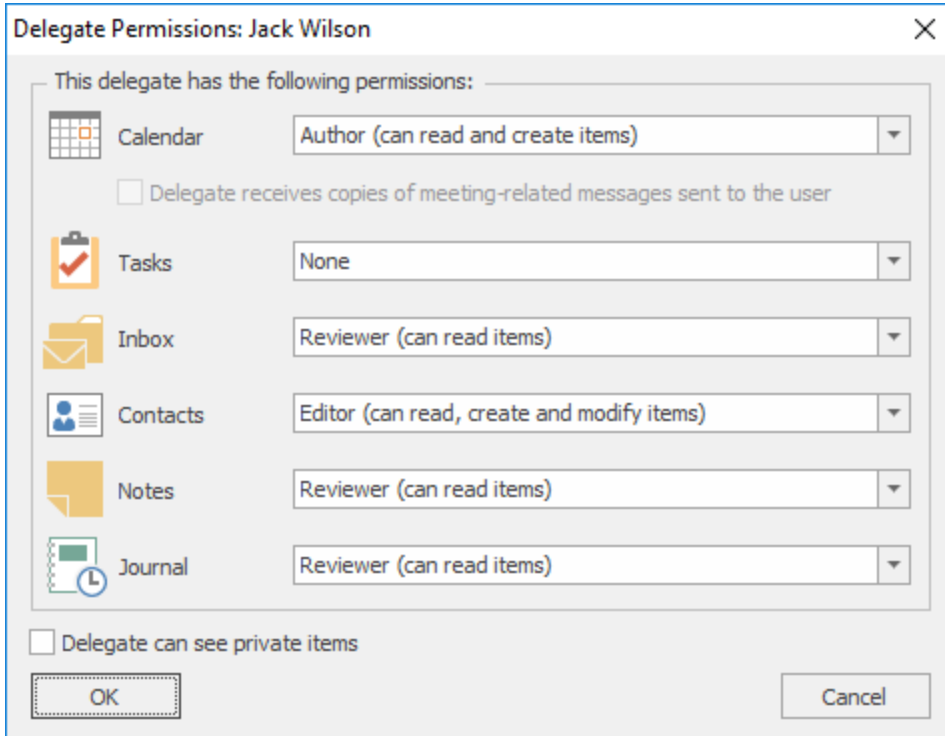 Delegate Permissions: Jack Wilson
This delegate has the following permissions:
Calendar Author (can read and create items)
Delegate receives copies of meeting-related messages sent to the user
Tasks None
Inbox Reviewer (can read items)
Contacts Editor (can read, create and modify items)
Notes Reviewer (can read items)
Journal Reviewer (can read items)
Delegate can see private items
OK Cancel